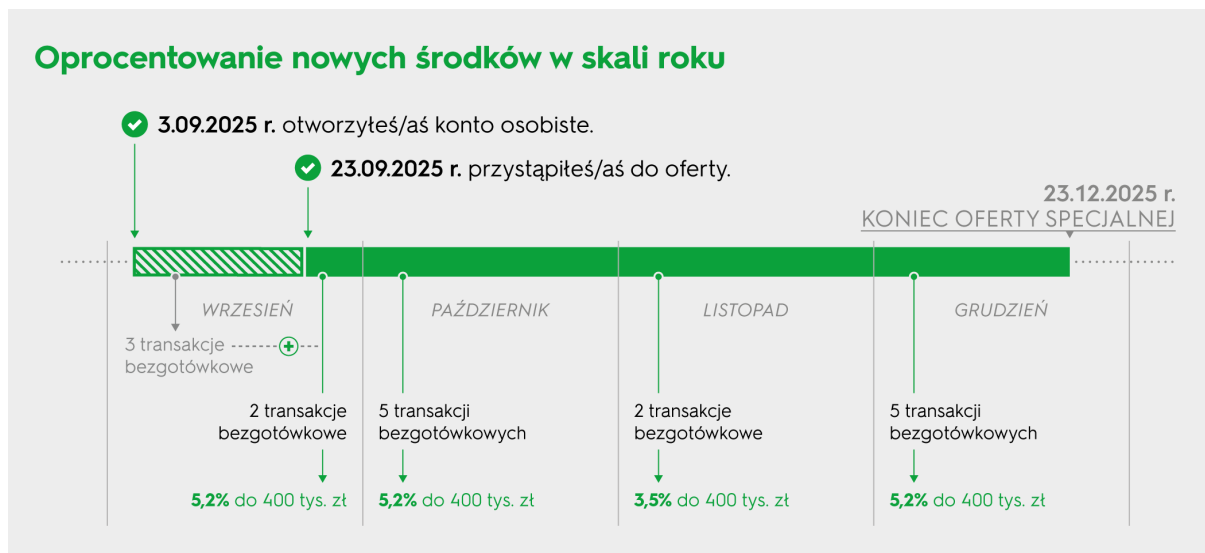 Oprocentowanie nowych środków w skali roku
3.09.2025 r. otworzyłeś/aś konto osobiste.
23.09.2025 r. przystąpiłeś/aś do oferty.
23.12.2025 r.
KONIEC OFERTY SPECJALNEJ
WRZESIEŃ
PAŹDZIERNIK
LISTOPAD
GRUDZIEŃ
3 transakcje
bezgotówkowe
2 transakcje
bezgotówkowe
5,2% do 400 tys. zł
5 transakcji
bezgotówkowych
5,2% do 400 tys. zł
2 transakcje
bezgotówkowe
3,5% do 400 tys. zł
5 transakcji
bezgotówkowych
5,2% do 400 tys. zł